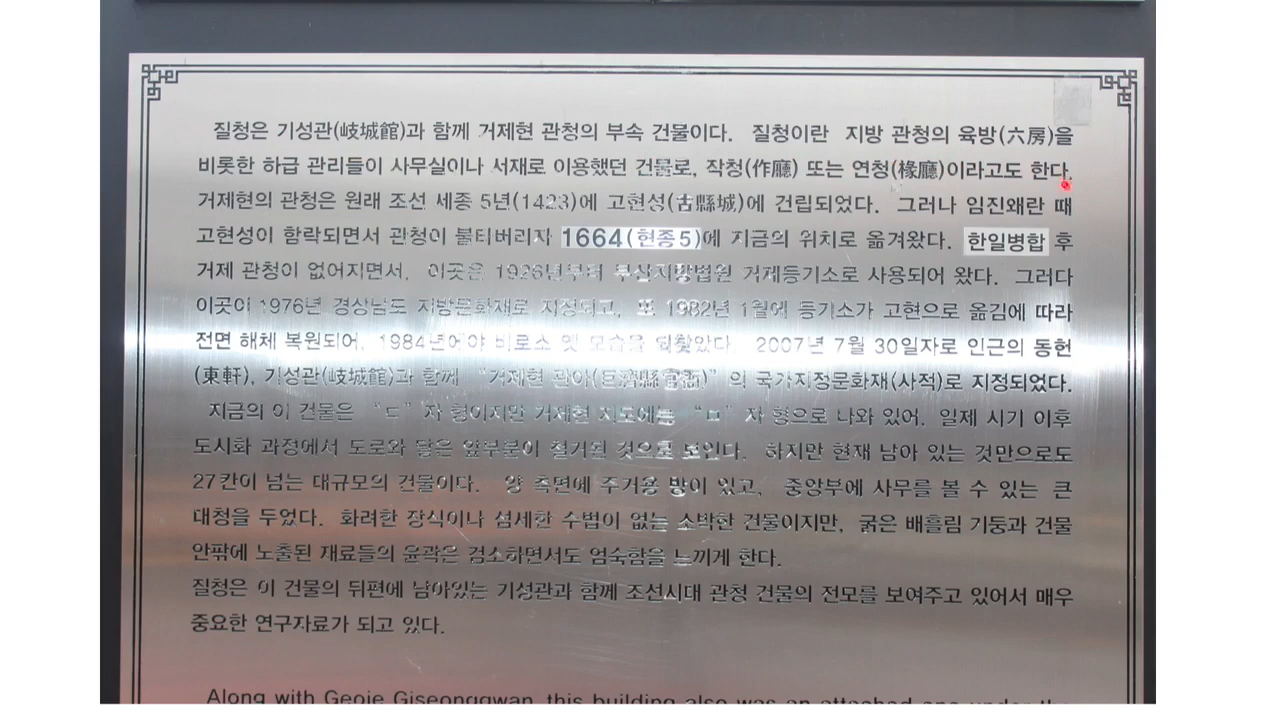 질청은 기성관(岐城館)과 함께 거제현 관청의 부속 건물이다. 질청이란 지방 관청의 육방(六房)을
비롯한 하급 관리들이 사무실이나 서재로 이용했던 건물로, 작청(作廳) 또는 연청(椽廳)이라고도 한다.
거제현의 관청은 원래 조선 세종 5년(1423)에 고현성(古縣城)에 건립되었다. 그러나 임진왜란 때
고현성이 함락되면서 관청이 불타버리자 1664(현종5)에 지금의 위치로 옮겨왔다. 한일병합 후
거제 관청이 없어지면서, 이곳은 1926년부터 부산지방법원 거제등기소로 사용되어 왔다. 그러다
이곳이 1976년 경상남도 지방문화재로 지정되고, 또 1982년 1월에 등기소가 고현으로 옮김에 따라
전면 해체 복원되어, 1984년에야 비로소 옛 모습을 되찾았다. 2007년 7월 30일자로 인근의 동헌
(東軒), 기성관(岐城館)과 함께 “거제현 관아(巨濟縣官衙)” 의 국가지정문화재(사적)로 지정되었다.
지금의 이 건물은 “ㄷ” 자 형이지만 거제현 지도에는 “ㅁ” 자 형으로 나와 있어, 일제 시기 이후
도시화 과정에서 도로와 닿은 앞부분이 철거된 것으로 보인다. 하지만 현재 남아 있는 것만으로도
27칸이 넘는 대규모의 건물이다. 양 측면에 주거용 방이 있고, 중앙부에 사무를 볼 수 있는 큰
대청을 두었다. 화려한 장식이나 섬세한 수법이 없는 소박한 건물이지만, 굵은 배흘림 기둥과 건물
안팎에 노출된 재료들의 윤곽은 검소하면서도 엄숙함을 느끼게 한다.
질청은 이 건물의 뒤편에 남아있는 기성관과 함께 조선시대 관청 건물의 전모를 보여주고 있어서 매우
중요한 연구자료가 되고 있다.
Along with Geoje Giseonggwan, this building also was an attached one under the